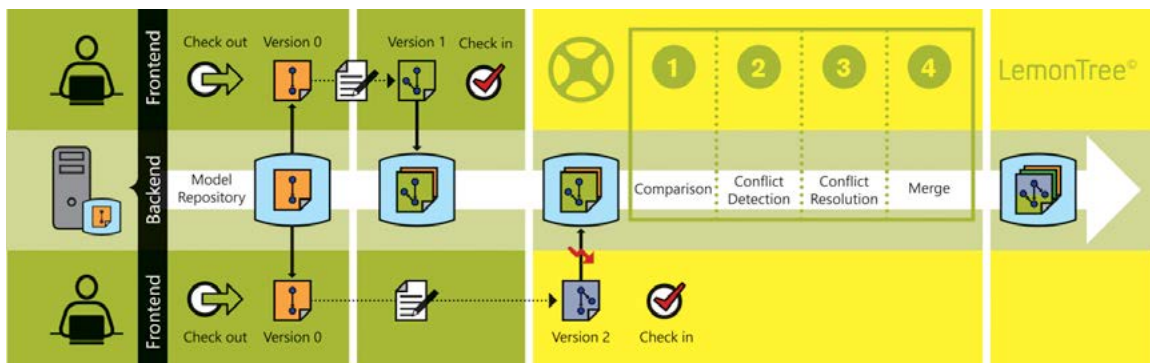 Frontend
Check out
Version 0
Version 1
Check in
1
2
3
4
LemonTree©
Backend
Model
Repository
Comparison
Conflict
Detection
Conflict
Resolution
Merge
Frontend
Check out
Version 0
Version 2
Check in